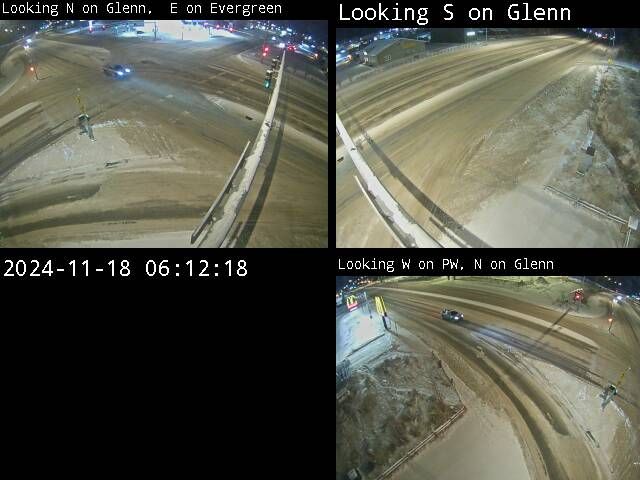 Looking N on Glenn, E on Evergreen
Looking S on Glenn
2024-11-18 06:12:18
Looking W on PW, N on Glenn